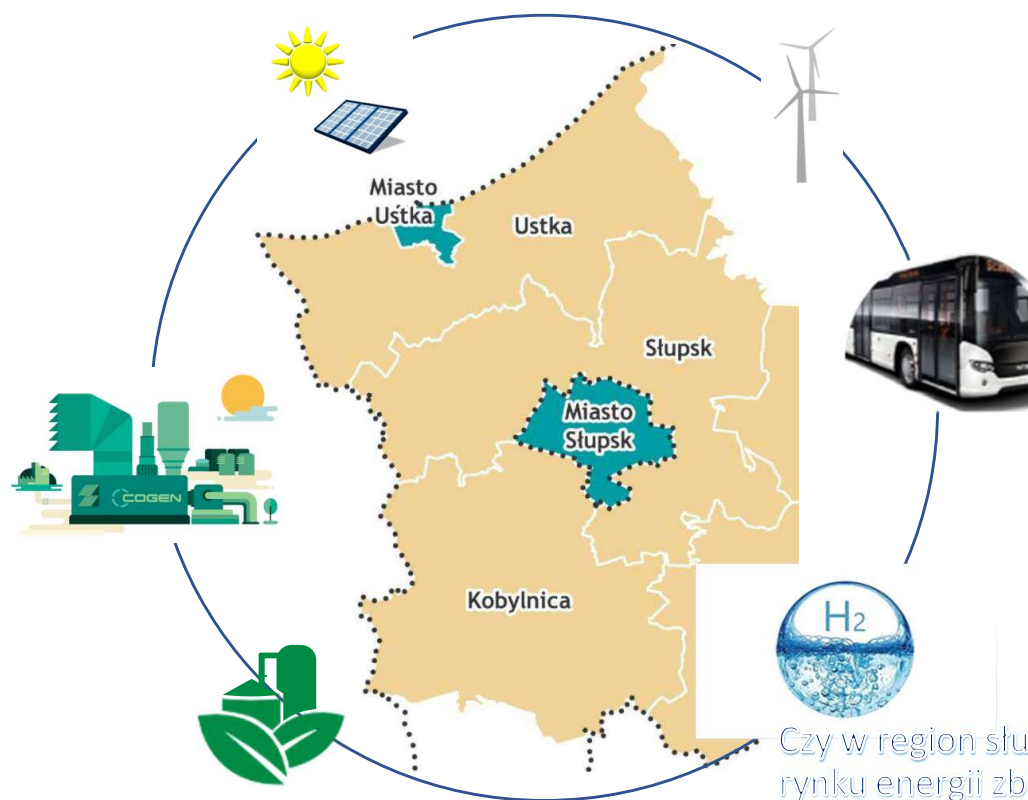 Miasto
Ustka
Ustka
Słupsk
Miasto
Słupsk
COGEN
Kobylnica
H2
Czy w region słu
rynku energii zb